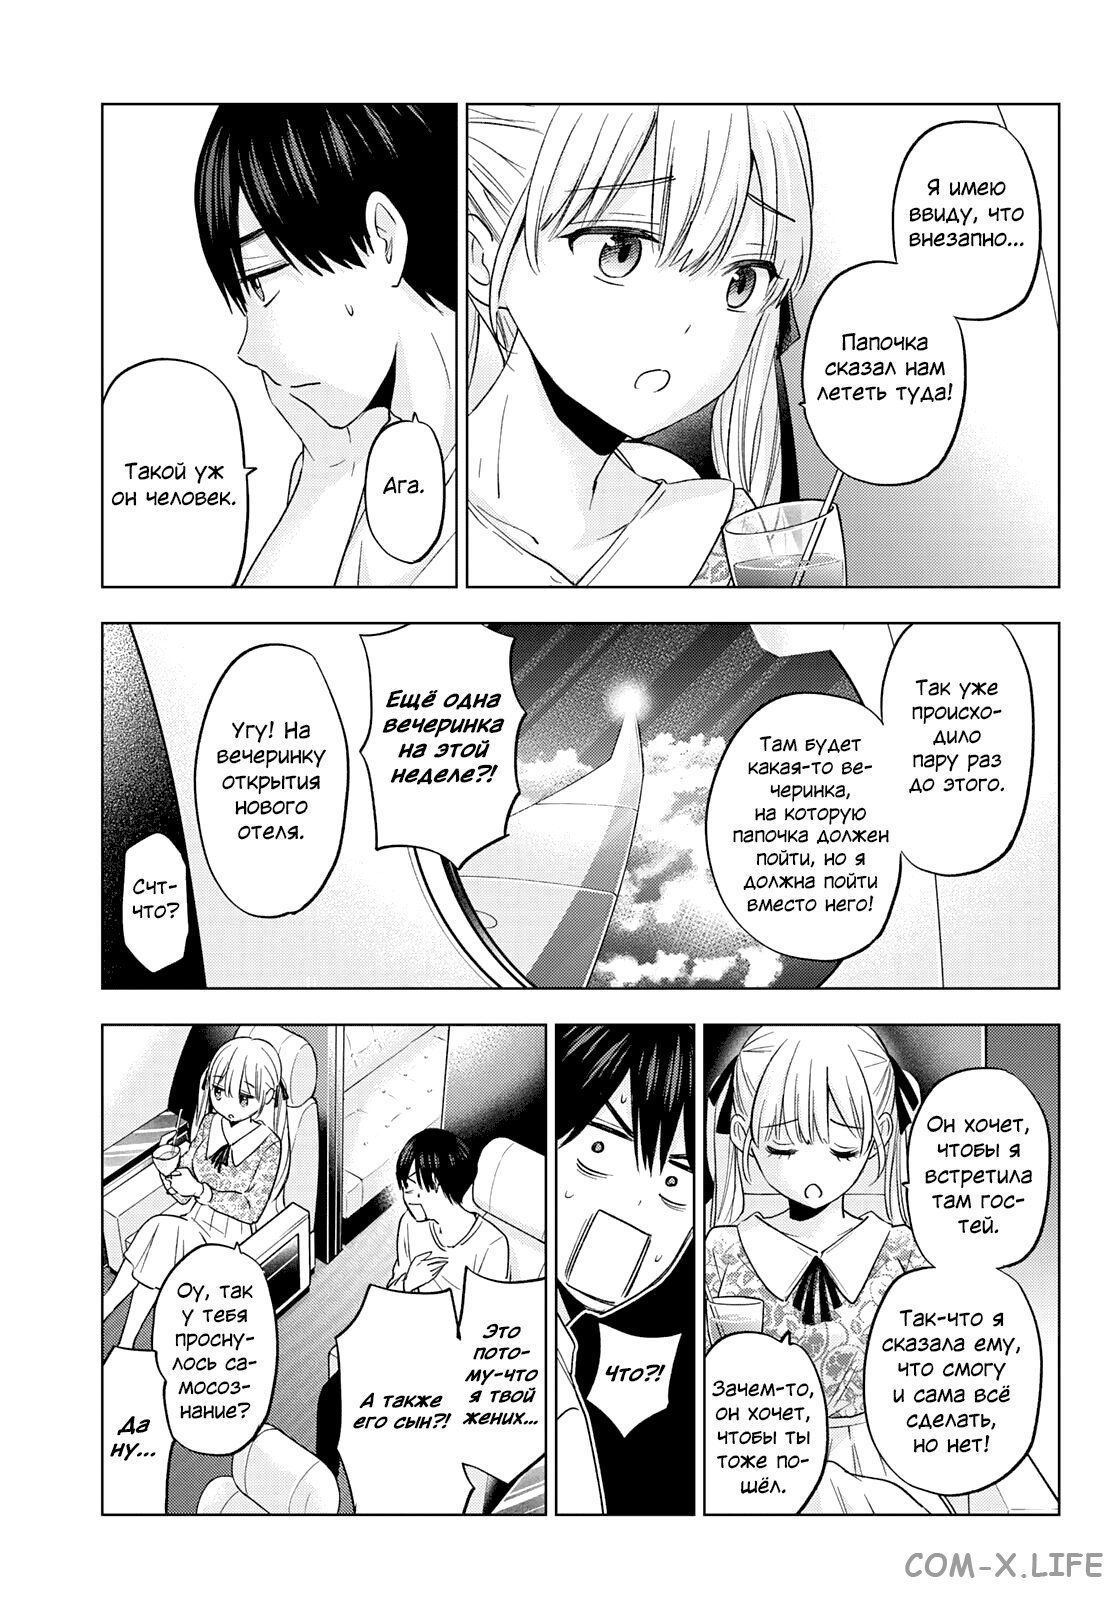 Я имею
ввиду, что
внезапно...
Папочка
сказал нам
лететь туда!
Ага.
Такой уж
он человек.
Так уже
происхо-
дило
пару раз
до этого.
Там будет
какая-то ве-
черинка,
на которую
папочка должен
пойти, но я
должна пойти
вместо него!
Ещё одна
вечеринка
на этой
неделе?!
Угу! На
вечеринку
открытия
нового
отеля.
Счт-
что?
Он хочет,
чтобы я
встретила
там гос-
тей.
Так-что я
сказала ему,
что смогу
и сама всё
сделать,
но нет!
Зачем-то,
он хочет,
чтобы ты
тоже по-
шёл.
Что?!
Это
пото-
му-что
я твой
жених...
А также
его сын?!
Оу, так
у тебя
просну-
лось са-
мосоз-
нание?
Да
ну...
COM-X.LIFE